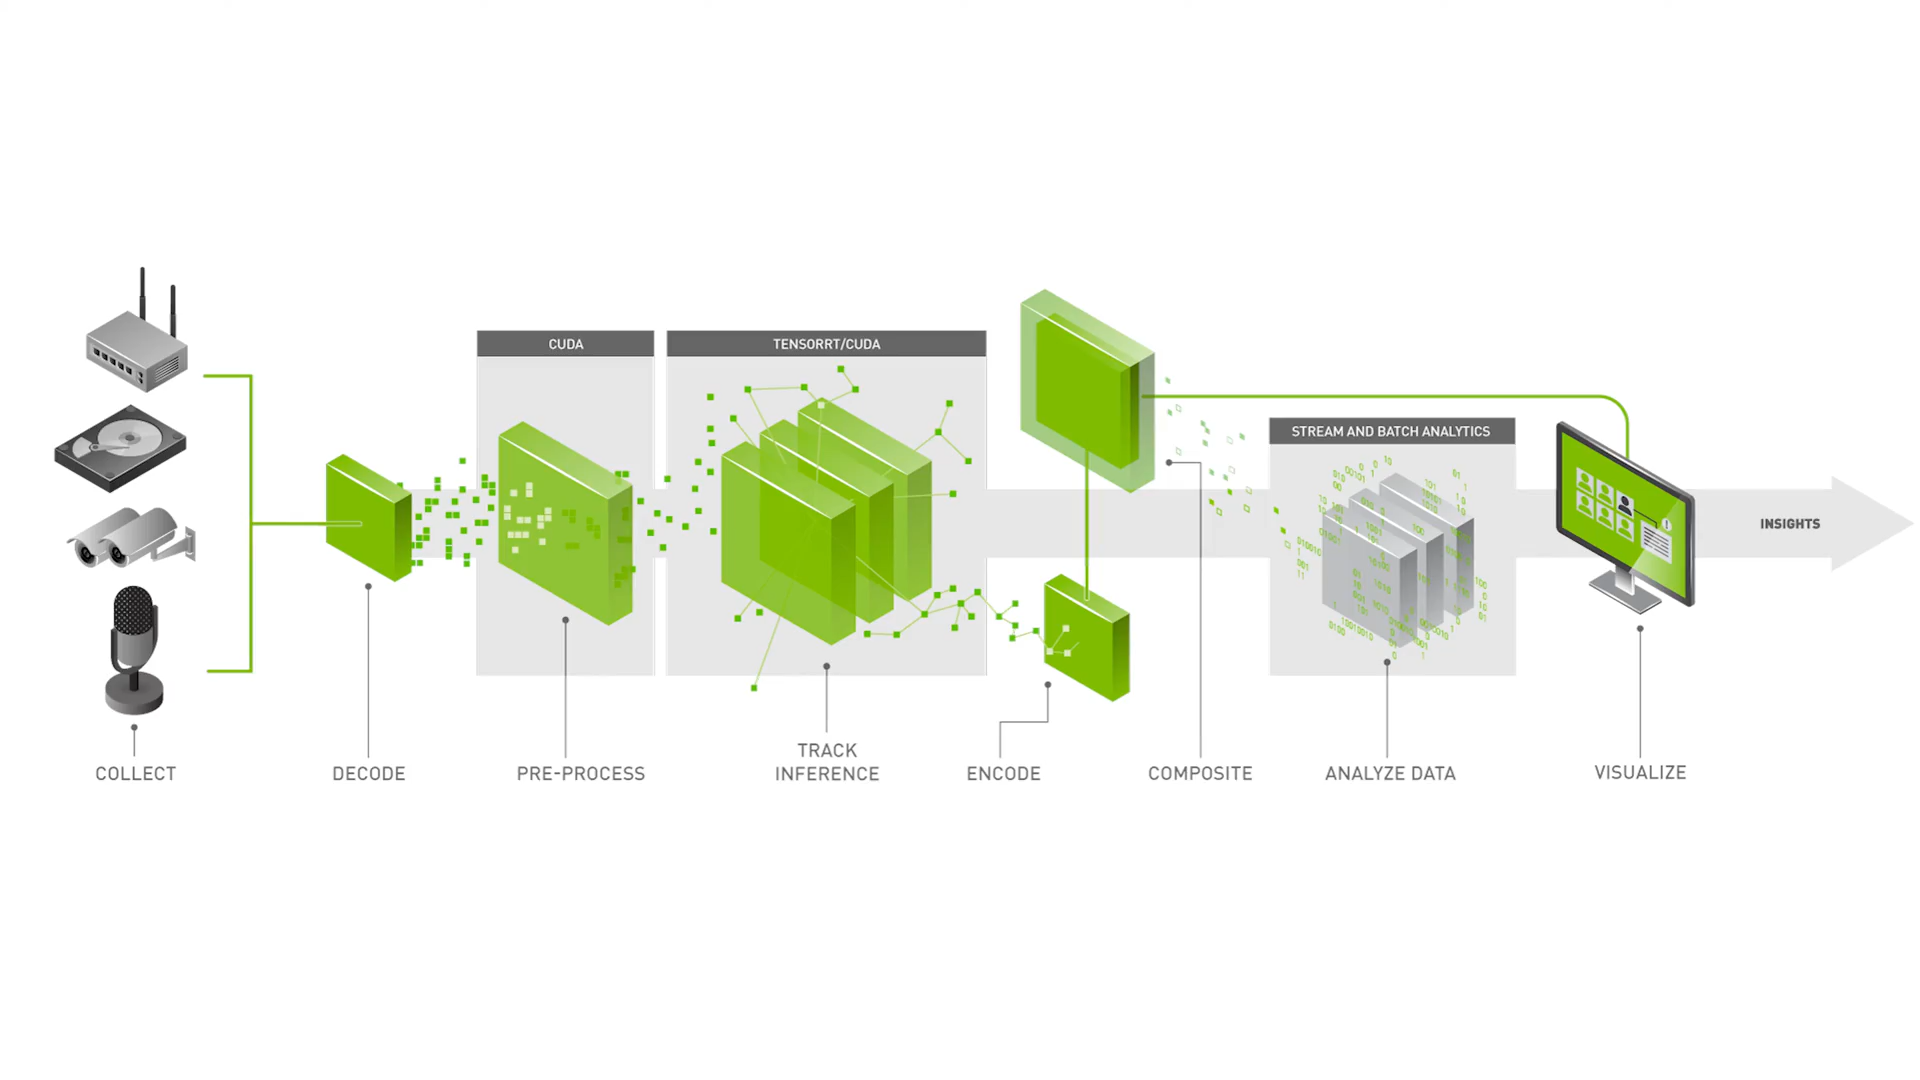 CUDA
TENSORRT/CUDA
STREAM AND BATCH ANALYTICS
INSIGHTS
COLLECT
DECODE
PRE-PROCESS
TRACK
INFERENCE
ENCODE
COMPOSITE
ANALYZE DATA
VISUALIZE